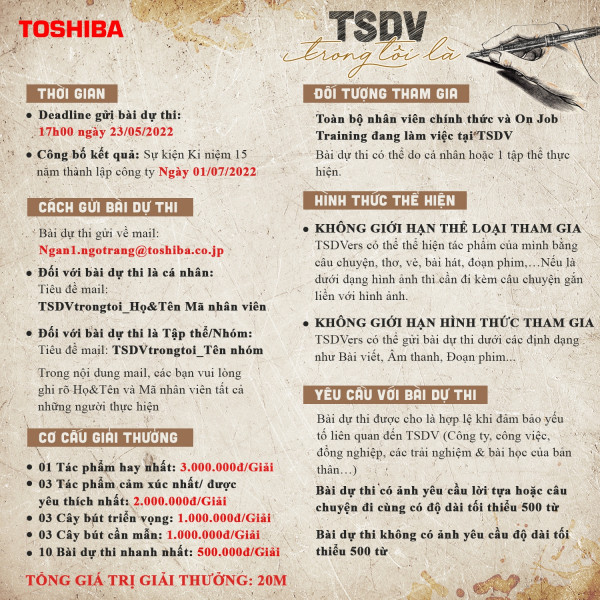 TOSHIBA
TSDV
trong tôi là
THỜI GIAN
Deadline gửi bài dự thi:
17h00 ngày 23/05/2022
Công bố kết quả: Sự kiện Kỉ niệm 15
năm thành lập công ty Ngày 01/07/2022
CÁCH GỬI BÀI DỰ THI
Bài dự thi gửi về mail:
Ngan1.ngotrang@toshiba.co.jp
Đối với bài dự thi là cá nhân:
Tiêu đề mail:
TSDVtrongtoi_Họ&Tên Mã nhân viên
Đối với bài dự thi là Tập thể/Nhóm:
Tiêu đề mail: TSDVtrongtoi_Tên nhóm
Trong nội dung mail, các bạn vui lòng
ghi rõ Họ&Tên và Mã nhân viên tất cả
những người thực hiện
CƠ CẤU GIẢI THƯỞNG
01 Tác phẩm hay nhất: 3.000.000đ/Giải
03 Tác phẩm cảm xúc nhất/ được
yêu thích nhất: 2.000.000đ/Giải
03 Cây bút triển vọng: 1.000.000đ/Giải
03 Cây bút cần mẫn: 1.000.000đ/Giải
10 Bài dự thi nhanh nhất: 500.000đ/Giải
TỔNG GIÁ TRỊ GIẢI THƯỞNG: 20M
ĐỐI TƯỢNG THAM GIA
Toàn bộ nhân viên chính thức và On Job
Training đang làm việc tại TSDV
Bài dự thi có thể do cá nhân hoặc 1 tập thể thực
hiện.
HÌNH THỨC THỂ HIỆN
KHÔNG GIỚI HẠN THỂ LOẠI THAM GIA
TSDVers có thể thể hiện tác phẩm của mình bằng
câu chuyện, thơ, vè, bài hát, đoạn phim,…Nếu là
dưới dạng hình ảnh thì cần đi kèm câu chuyện gắn
liền với hình ảnh.
KHÔNG GIỚI HẠN HÌNH THỨC THAM GIA
TSDVers có thể gửi bài dự thi dưới các định dạng
như Bài viết, Âm thanh, Đoạn phim...
YÊU CẦU VỚI BÀI DỰ THI
Bài dự thi được cho là hợp lệ khi đảm bảo yếu
tố liên quan đến TSDV (Công ty, công việc,
đồng nghiệp, các trải nghiệm & bài học của bản
thân…)
Bài dự thi có ảnh yêu cầu lời tựa hoặc câu
chuyện đi cùng có độ dài tối thiểu 500 từ
Bài dự thi không có ảnh yêu cầu độ dài tối
thiểu 500 từ